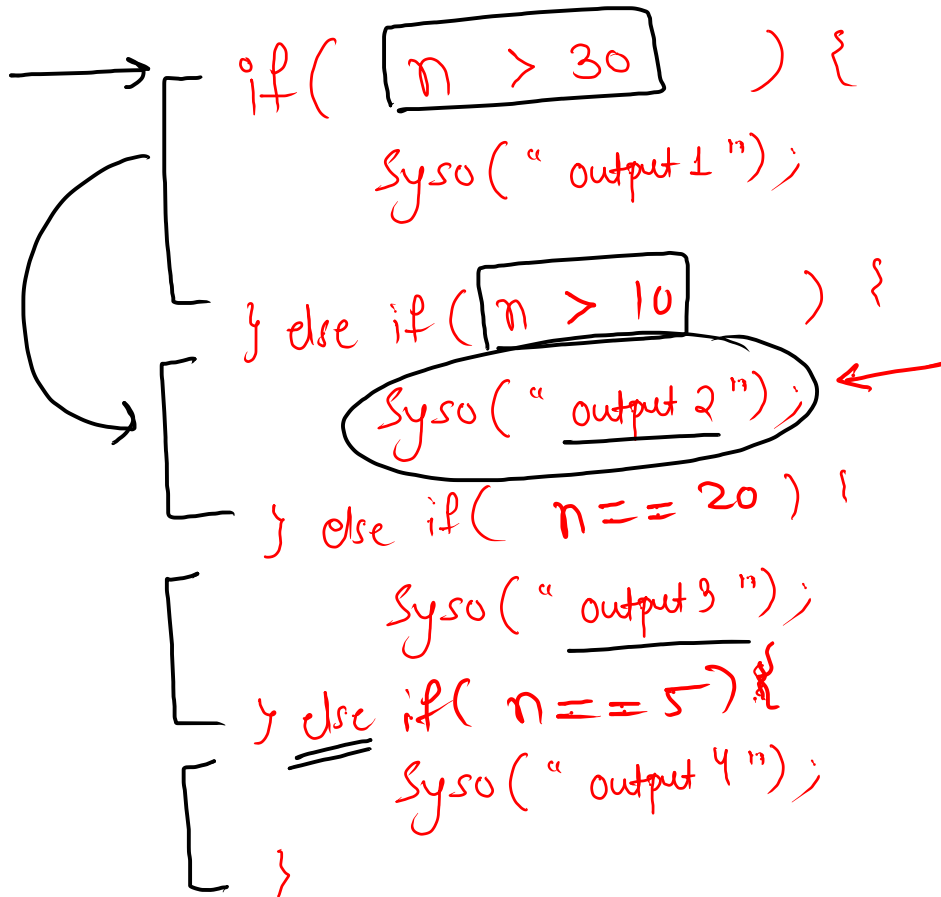 if( n > 30 ) {
Syso(" output 1 ");
} else if( n > 10 ) {
Syso(" output 2 ");
} else if( n == 20 ) {
Syso(" output 3 ");
} else if( n == 5 ) {
Syso(" output 4 ");
}